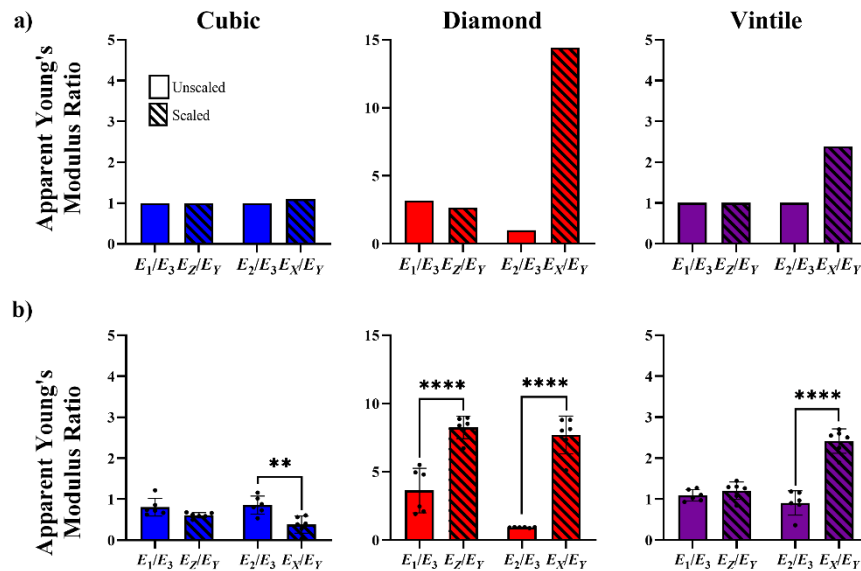 a)
Cubic
Diamond
Vintile
Apparent Young's
Modulus Ratio
5
4
3
2
1
0
Unscaled
Scaled
E1/E3 EZ/EY E2/E3 EX/EY
15
10
5
0
E1/E3 EZ/EY E2/E3 EX/EY
5
4
3
2
1
0
E1/E3 EZ/EY E2/E3 EX/EY
b)
Apparent Young's
Modulus Ratio
5
4
3
2
1
0
**
E1/E3 EZ/EY E2/E3 EX/EY
15
10
5
0
****
****
E1/E3 EZ/EY E2/E3 EX/EY
5
4
3
2
1
0
****
E1/E3 EZ/EY E2/E3 EX/EY